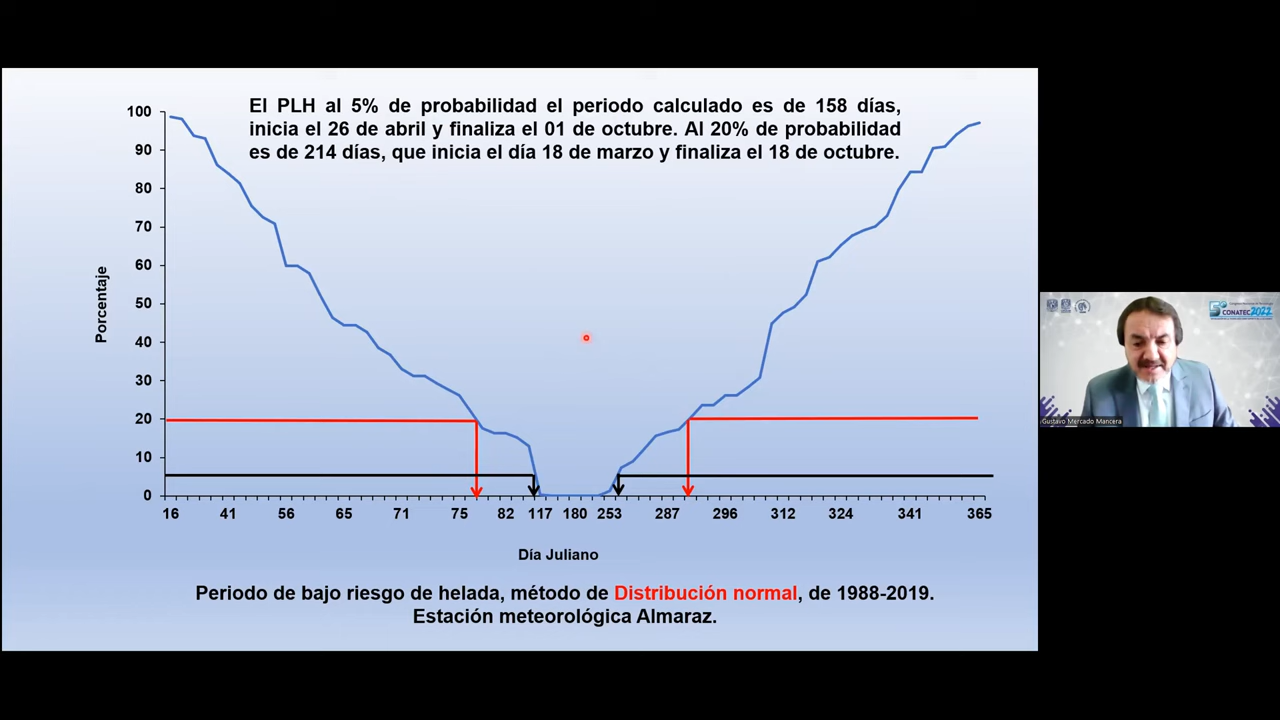 El PLH al 5% de probabilidad el periodo calculado es de 158 días,
inicia el 26 de abril y finaliza el 01 de octubre. Al 20% de probabilidad
es de 214 días, que inicia el día 18 de marzo y finaliza el 18 de octubre.
100
90
80
70
60
50
40
30
20
10
0
Porcentaje
16 41 56 65 71 75 82 117 180 253 287 296 312 324 341 365
Día Juliano
Periodo de bajo riesgo de helada, método de Distribución normal, de 1988-2019.
Estación meteorológica Almaraz.
5º CONATEC 2022
Gustavo Mercado Mancera